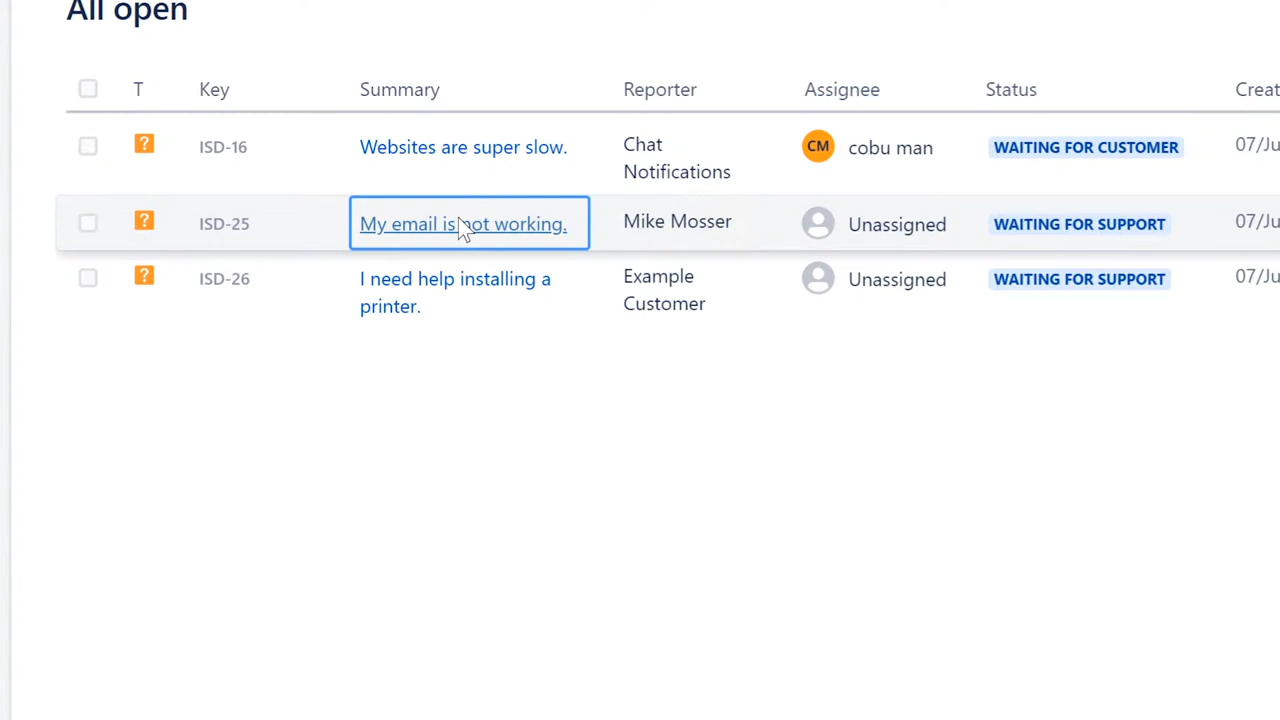 All open
T Key Summary Reporter Assignee Status Creat
? ISD-16 Websites are super slow. Chat Notifications CM cobu man WAITING FOR CUSTOMER 07/Ju
? ISD-25 My email is not working. Mike Mosser Unassigned WAITING FOR SUPPORT 07/Ju
? ISD-26 I need help installing a printer. Example Customer Unassigned WAITING FOR SUPPORT 07/Ju